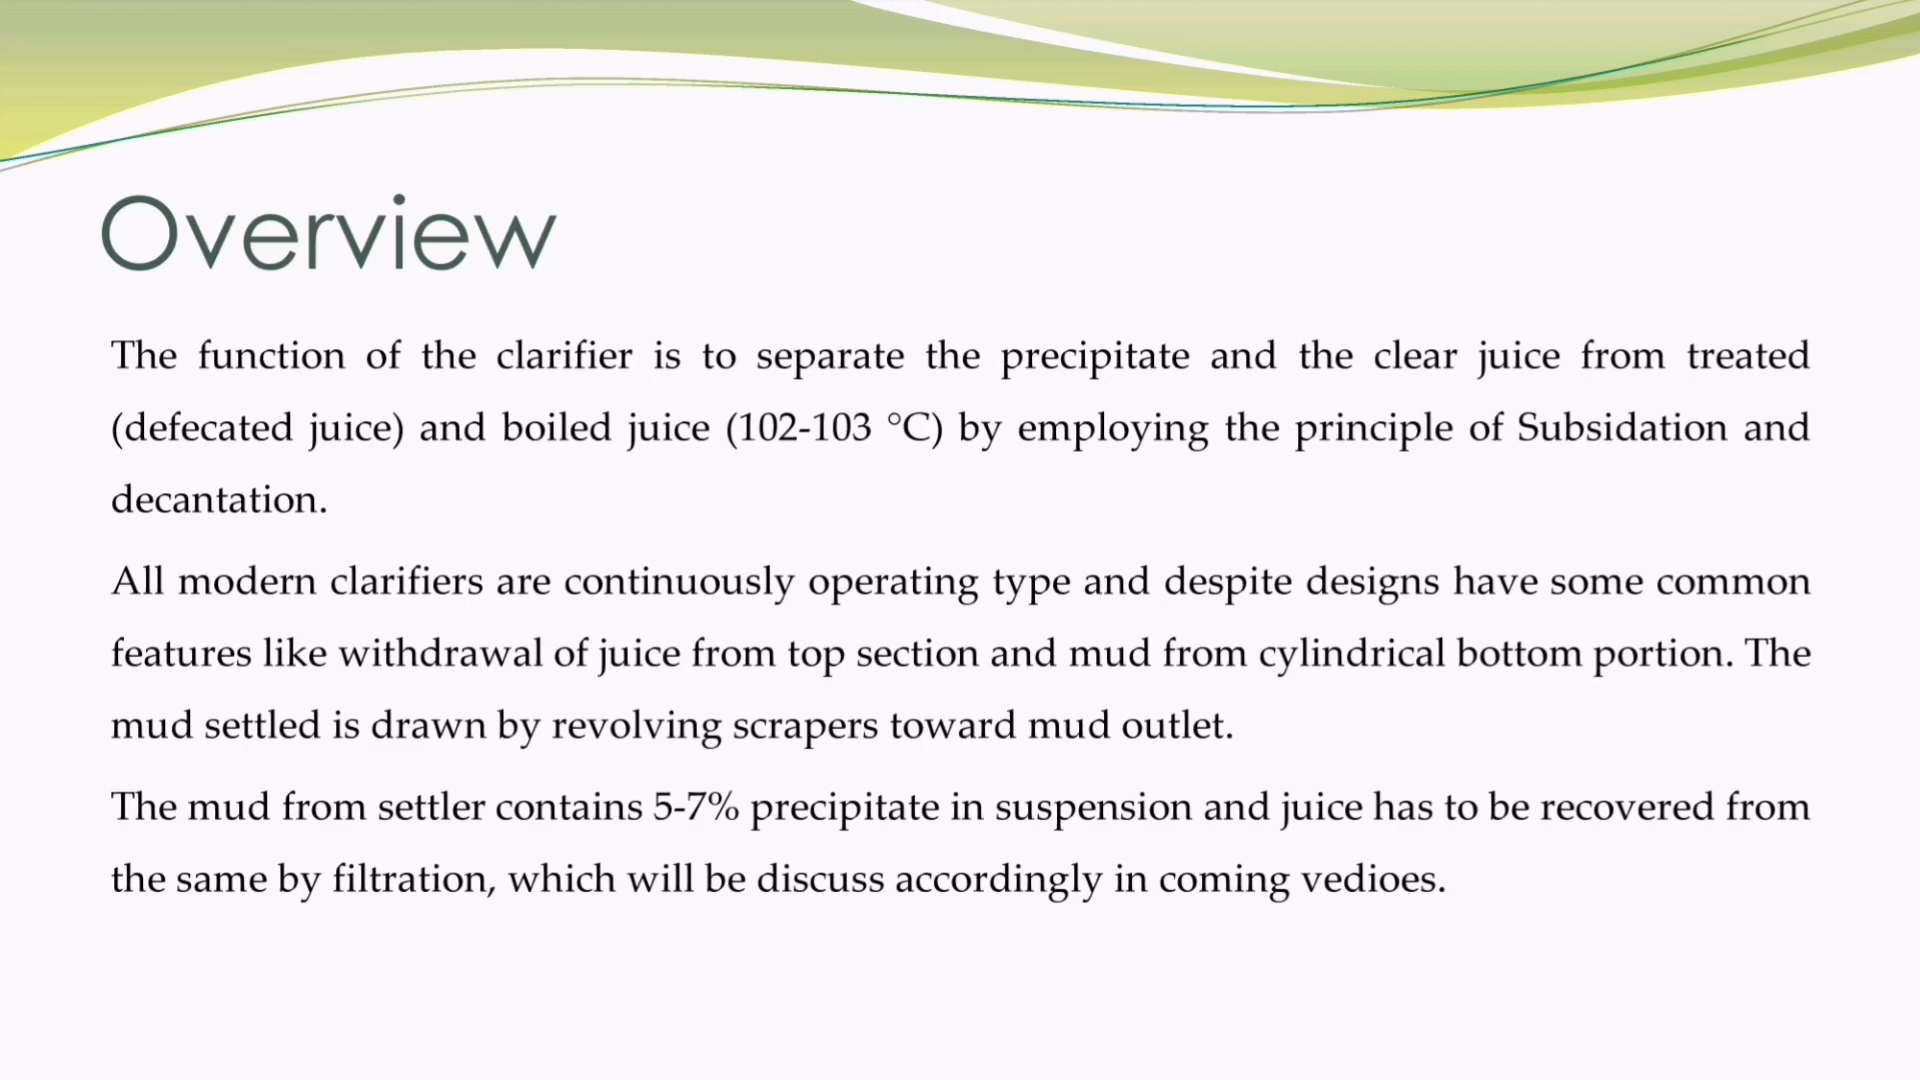 Overview
The function of the clarifier is to separate the precipitate and the clear juice from treated
(defecated juice) and boiled juice (102-103 °C) by employing the principle of Subsidation and
decantation.
All modern clarifiers are continuously operating type and despite designs have some common
features like withdrawal of juice from top section and mud from cylindrical bottom portion. The
mud settled is drawn by revolving scrapers toward mud outlet.
The mud from settler contains 5-7% precipitate in suspension and juice has to be recovered from
the same by filtration, which will be discuss accordingly in coming vedioes.